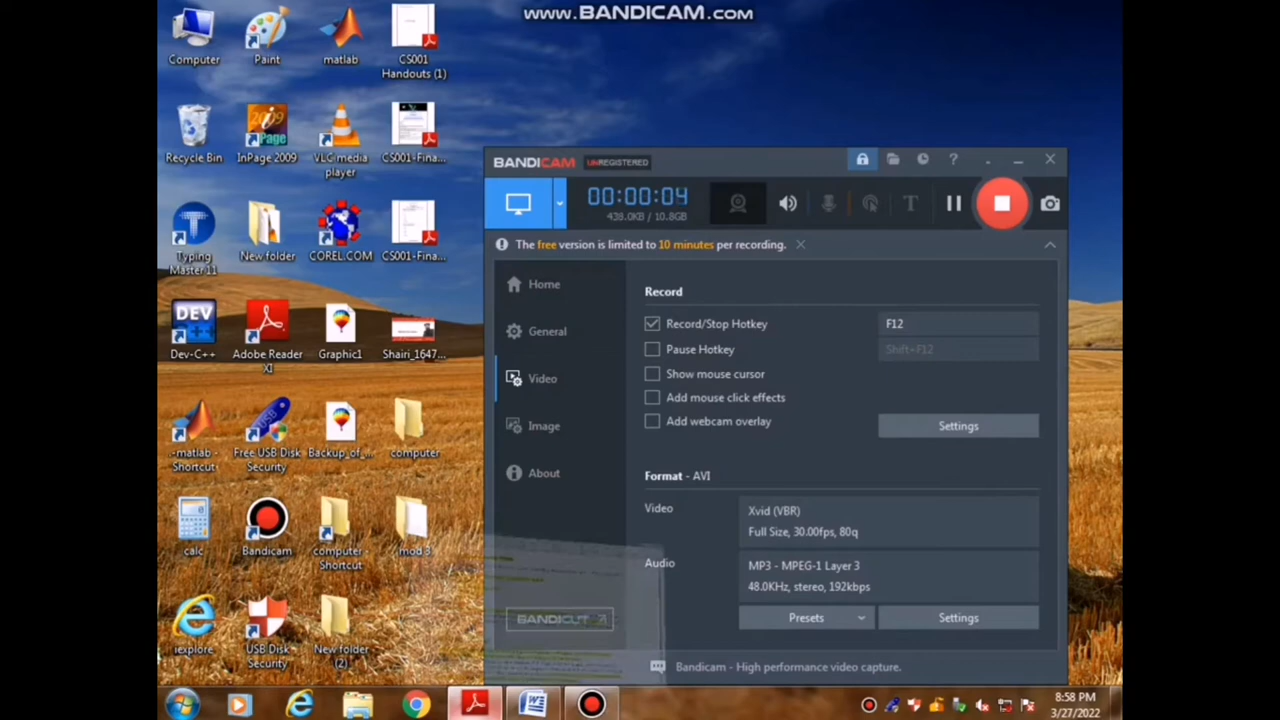 www.BANDICAM.com
Computer
Paint
matlab
CS001
Handouts (1)
Recycle Bin
InPage 2009
VLC media
player
CS001-Fina...
Typing
Master 11
New folder
COREL.COM
CS001-Fina...
Dev-C++
Adobe Reader
XI
Graphic1
Shairi_1647...
.-matlab -
Shortcut
Free USB Disk
Security
Backup_of_...
computer
calc
Bandicam
computer -
Shortcut
mod 3
iexplore
USB Disk
Security
New folder
(2)
BANDICAM UNREGISTERED
00:00:04
438.0KB / 10.8GB
The free version is limited to 10 minutes per recording.
Home
General
Video
Image
About
BANDICUT
Record
Record/Stop Hotkey F12
Pause Hotkey Shift+F12
Show mouse cursor
Add mouse click effects
Add webcam overlay Settings
Format - AVI
Video
Xvid (VBR)
Full Size, 30.00fps, 80q
Audio
MP3 - MPEG-1 Layer 3
48.0KHz, stereo, 192kbps
Presets Settings
Bandicam - High performance video capture.
8:58 PM
3/27/2022